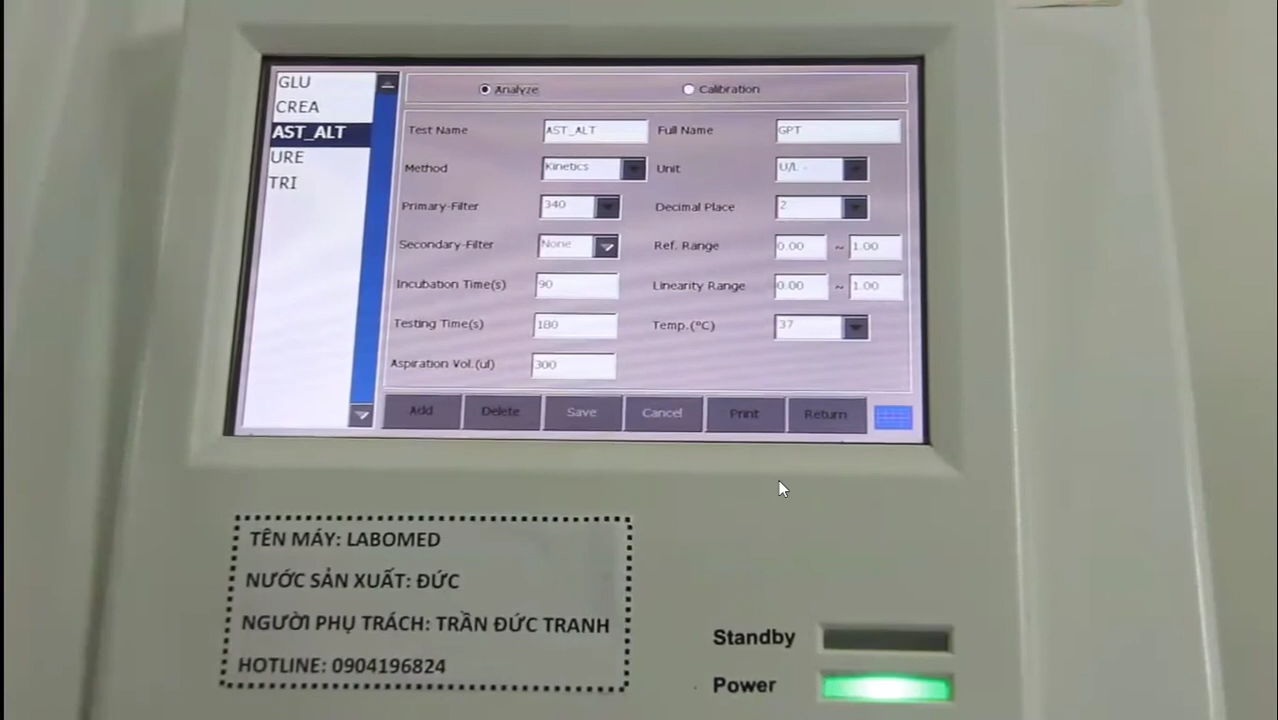 GLU
CREA
AST_ALT
URE
TRI
Analyze Calibration
Test Name AST_ALT Full Name GPT
Method Kinetics Unit U/L
Primary-Filter 340 Decimal Place 2
Secondary-Filter None Ref. Range 0.00 ~ 1.00
Incubation Time(s) 90 Linearity Range 0.00 ~ 1.00
Testing Time(s) 180 Temp.(°C) 37
Aspiration Vol.(ul) 300
Add Delete Save Cancel Print Return
TÊN MÁY: LABOMED
NƯỚC SẢN XUẤT: ĐỨC
NGƯỜI PHỤ TRÁCH: TRẦN ĐỨC TRANH
HOTLINE: 0904196824
Standby
Power